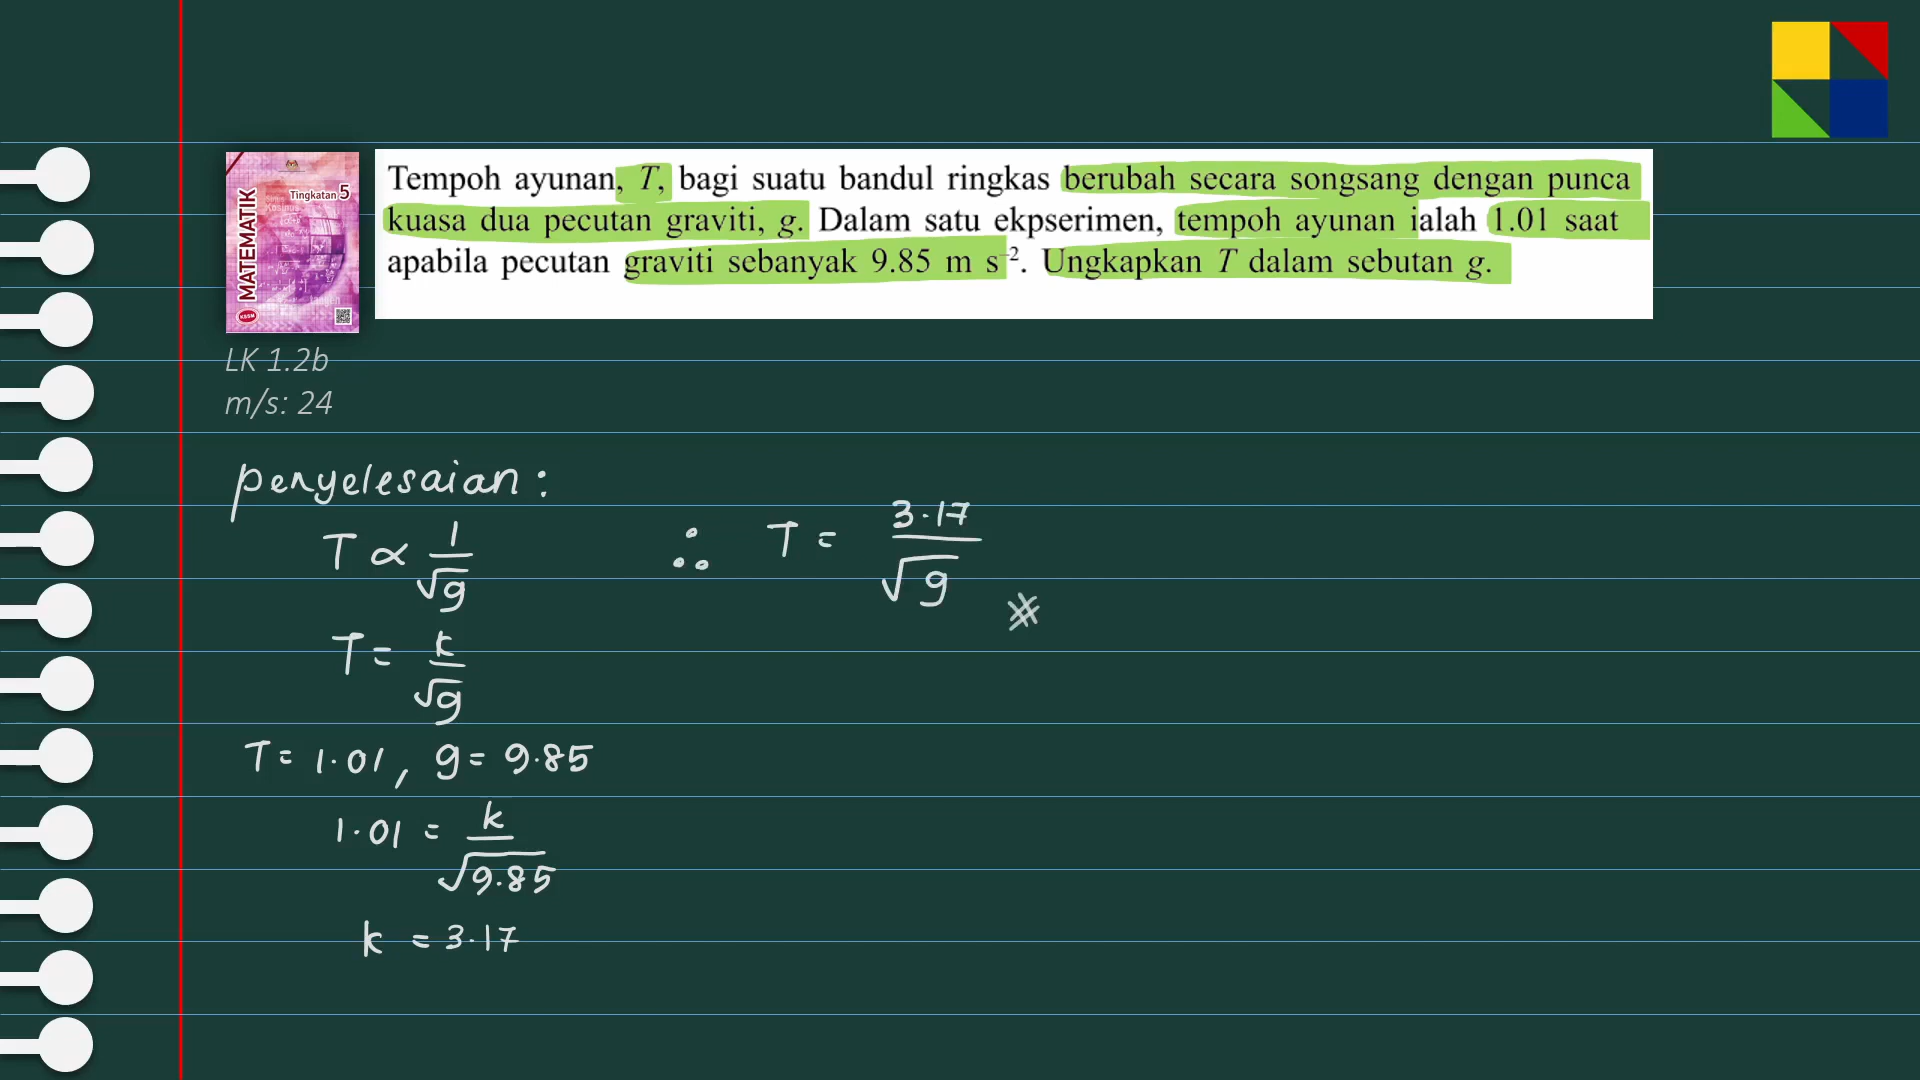 Tempoh ayunan, T, bagi suatu bandul ringkas berubah secara songsang dengan punca
kuasa dua pecutan graviti, g. Dalam satu ekpserimen, tempoh ayunan ialah 1.01 saat
apabila pecutan graviti sebanyak 9.85 m s⁻². Ungkapkan T dalam sebutan g.
MATEMATIK
Tingkatan 5
KSSM
LK 1.2b
m/s: 24
penyelesaian:
T ∝ 1/√g
T = k/√g
T = 1.01, g = 9.85
1.01 = k/√9.85
k = 3.17
∴ T = 3.17/√g